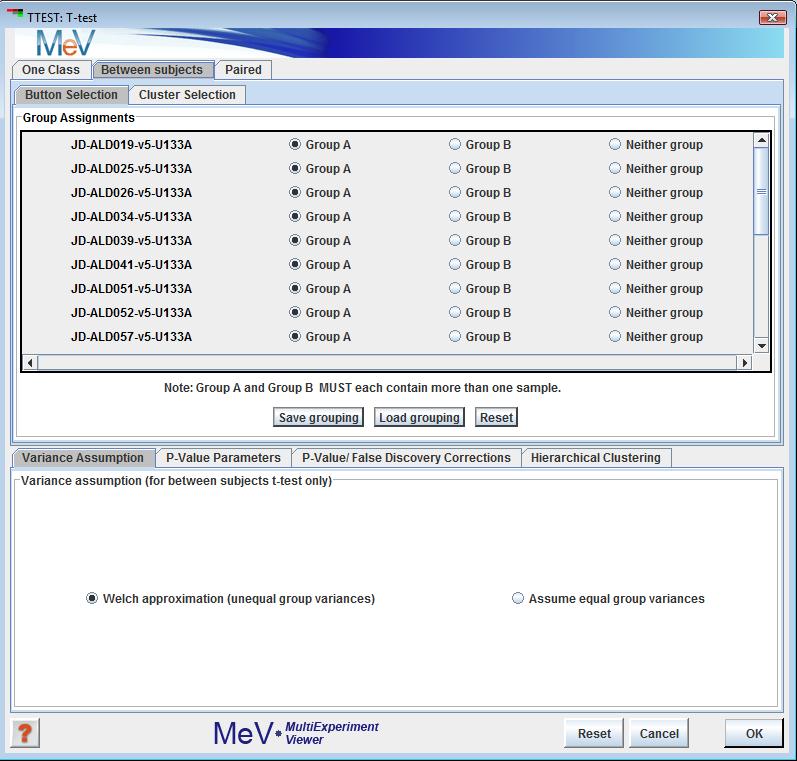 TTEST: T-test
MeV
One Class Between subjects Paired
Button Selection Cluster Selection
Group Assignments
JD-ALD019-v5-U133A Group A Group B Neither group
JD-ALD025-v5-U133A Group A Group B Neither group
JD-ALD026-v5-U133A Group A Group B Neither group
JD-ALD034-v5-U133A Group A Group B Neither group
JD-ALD039-v5-U133A Group A Group B Neither group
JD-ALD041-v5-U133A Group A Group B Neither group
JD-ALD051-v5-U133A Group A Group B Neither group
JD-ALD052-v5-U133A Group A Group B Neither group
JD-ALD057-v5-U133A Group A Group B Neither group
Note: Group A and Group B MUST each contain more than one sample.
Save grouping Load grouping Reset
Variance Assumption P-Value Parameters P-Value/ False Discovery Corrections Hierarchical Clustering
Variance assumption (for between subjects t-test only)
Welch approximation (unequal group variances) Assume equal group variances
? MeV MultiExperiment Viewer Reset Cancel OK